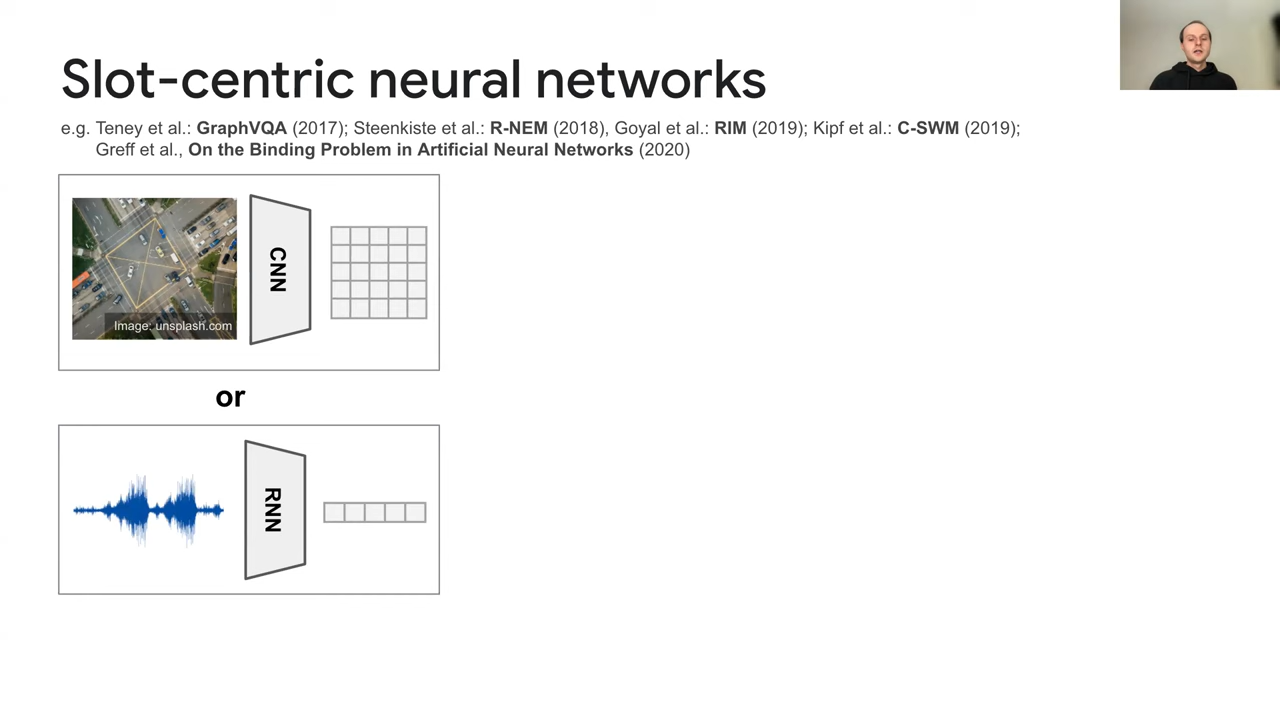 Slot-centric neural networks
e.g. Teney et al.: GraphVQA (2017); Steenkiste et al.: R-NEM (2018), Goyal et al.: RIM (2019); Kipf et al.: C-SWM (2019);
Greff et al., On the Binding Problem in Artificial Neural Networks (2020)
CNN
Image: unsplash.com
or
RNN